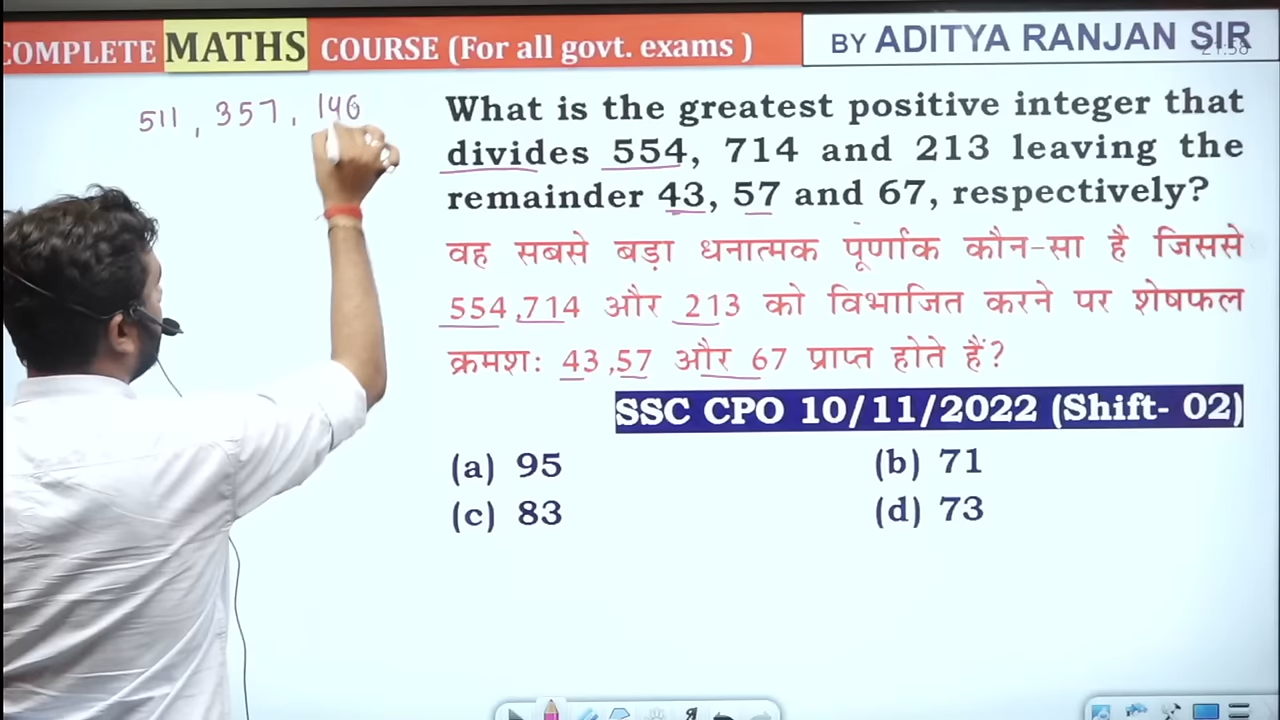 COMPLETE MATHS COURSE (For all govt. exams )
BY ADITYA RANJAN SIR
21:58
511, 357, 146
What is the greatest positive integer that
divides 554, 714 and 213 leaving the
remainder 43, 57 and 67, respectively?
वह सबसे बड़ा धनात्मक पूर्णाक कौन-सा है जिससे
554,714 और 213 को विभाजित करने पर शेषफल
क्रमश: 43,57 और 67 प्राप्त होते हैं?
SSC CPO 10/11/2022 (Shift- 02)
(a) 95
(b) 71
(c) 83
(d) 73